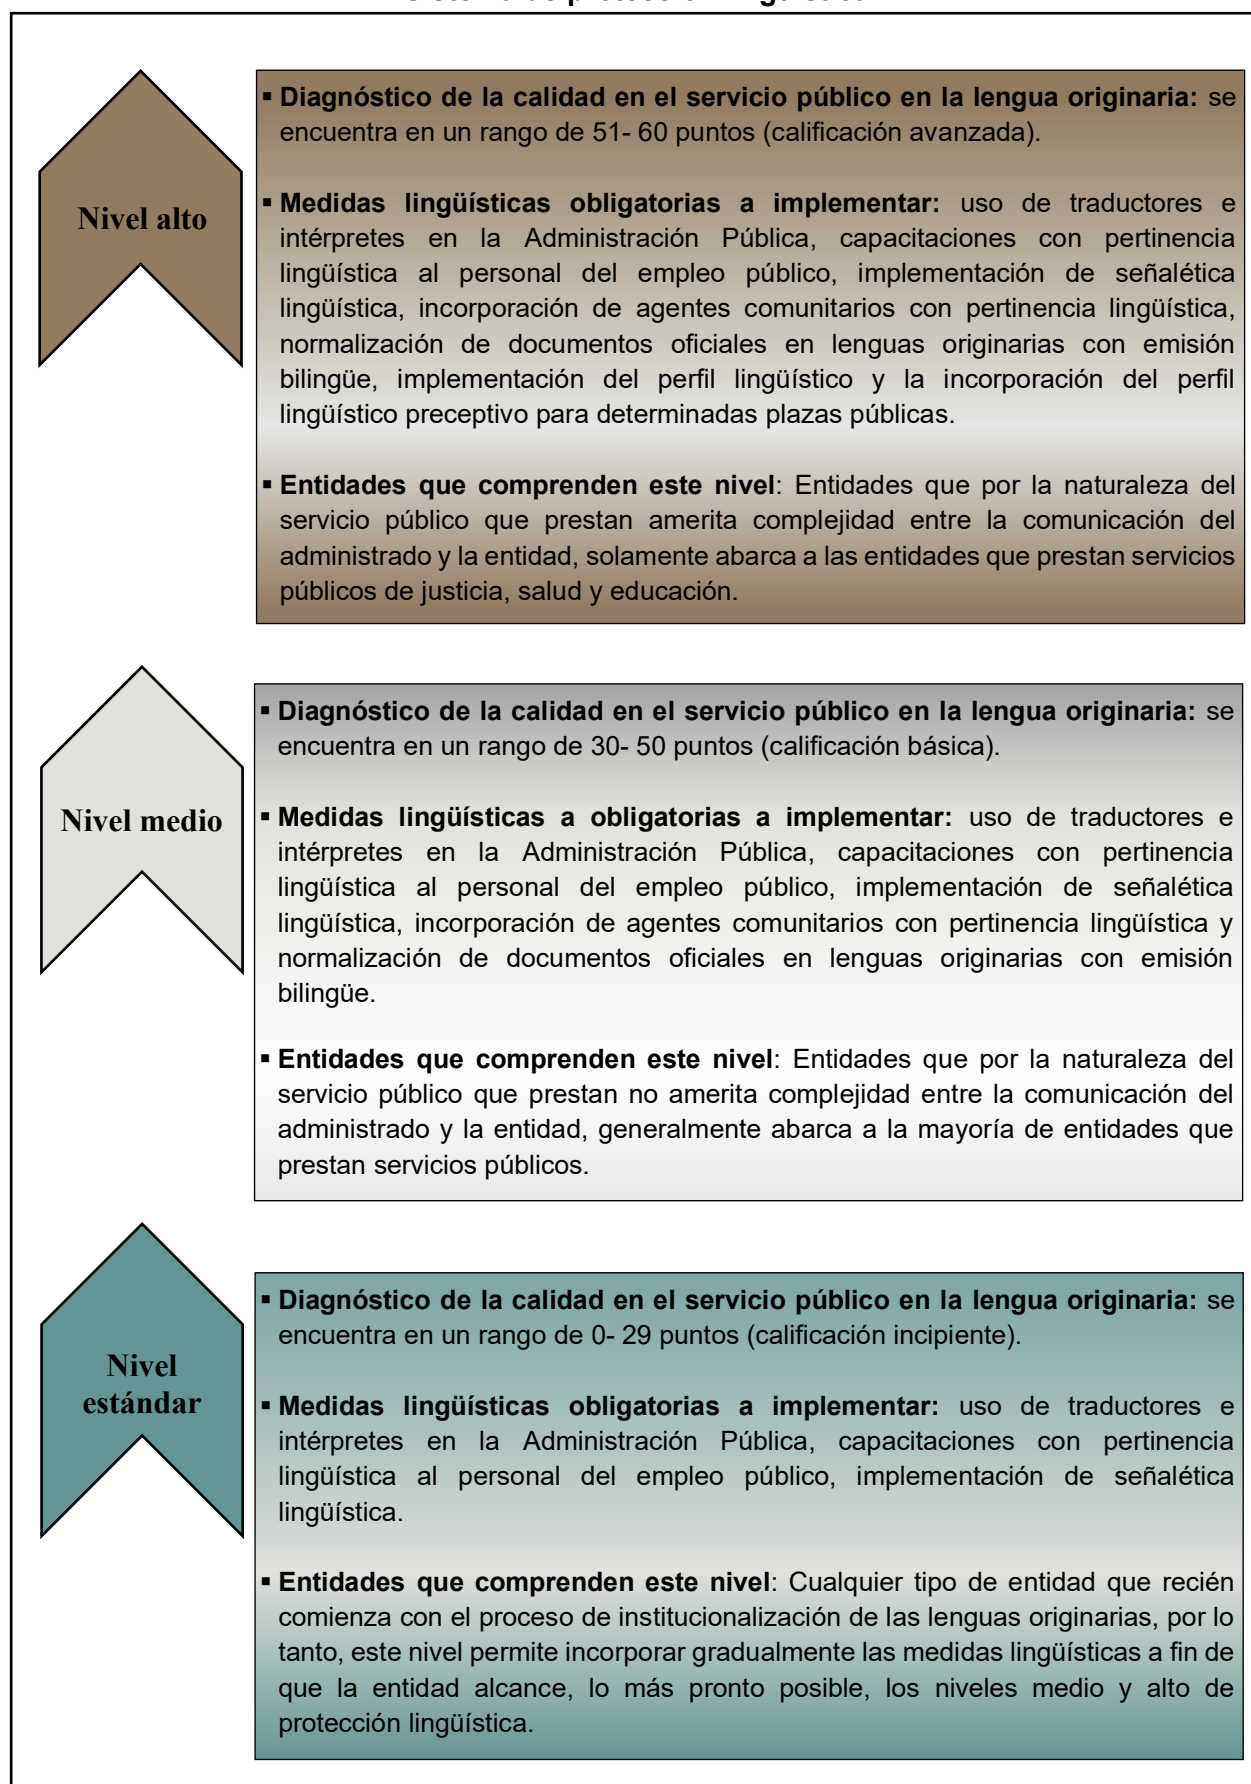 Nivel alto
▪ Diagnóstico de la calidad en el servicio público en la lengua originaria: se
encuentra en un rango de 51- 60 puntos (calificación avanzada).
▪ Medidas lingüísticas obligatorias a implementar: uso de traductores e
intérpretes en la Administración Pública, capacitaciones con pertinencia
lingüística al personal del empleo público, implementación de señalética
lingüística, incorporación de agentes comunitarios con pertinencia lingüística,
normalización de documentos oficiales en lenguas originarias con emisión
bilingüe, implementación del perfil lingüístico y la incorporación del perfil
lingüístico preceptivo para determinadas plazas públicas.
▪ Entidades que comprenden este nivel: Entidades que por la naturaleza del
servicio público que prestan amerita complejidad entre la comunicación del
administrado y la entidad, solamente abarca a las entidades que prestan servicios
públicos de justicia, salud y educación.
Nivel medio
▪ Diagnóstico de la calidad en el servicio público en la lengua originaria: se
encuentra en un rango de 30- 50 puntos (calificación básica).
▪ Medidas lingüísticas a obligatorias a implementar: uso de traductores e
intérpretes en la Administración Pública, capacitaciones con pertinencia
lingüística al personal del empleo público, implementación de señalética
lingüística, incorporación de agentes comunitarios con pertinencia lingüística y
normalización de documentos oficiales en lenguas originarias con emisión
bilingüe.
▪ Entidades que comprenden este nivel: Entidades que por la naturaleza del
servicio público que prestan no amerita complejidad entre la comunicación del
administrado y la entidad, generalmente abarca a la mayoría de entidades que
prestan servicios públicos.
Nivel
estándar
▪ Diagnóstico de la calidad en el servicio público en la lengua originaria: se
encuentra en un rango de 0- 29 puntos (calificación incipiente).
▪ Medidas lingüísticas obligatorias a implementar: uso de traductores e
intérpretes en la Administración Pública, capacitaciones con pertinencia
lingüística al personal del empleo público, implementación de señalética
lingüística.
▪ Entidades que comprenden este nivel: Cualquier tipo de entidad que recién
comienza con el proceso de institucionalización de las lenguas originarias, por lo
tanto, este nivel permite incorporar gradualmente las medidas lingüísticas a fin de
que la entidad alcance, lo más pronto posible, los niveles medio y alto de
protección lingüística.